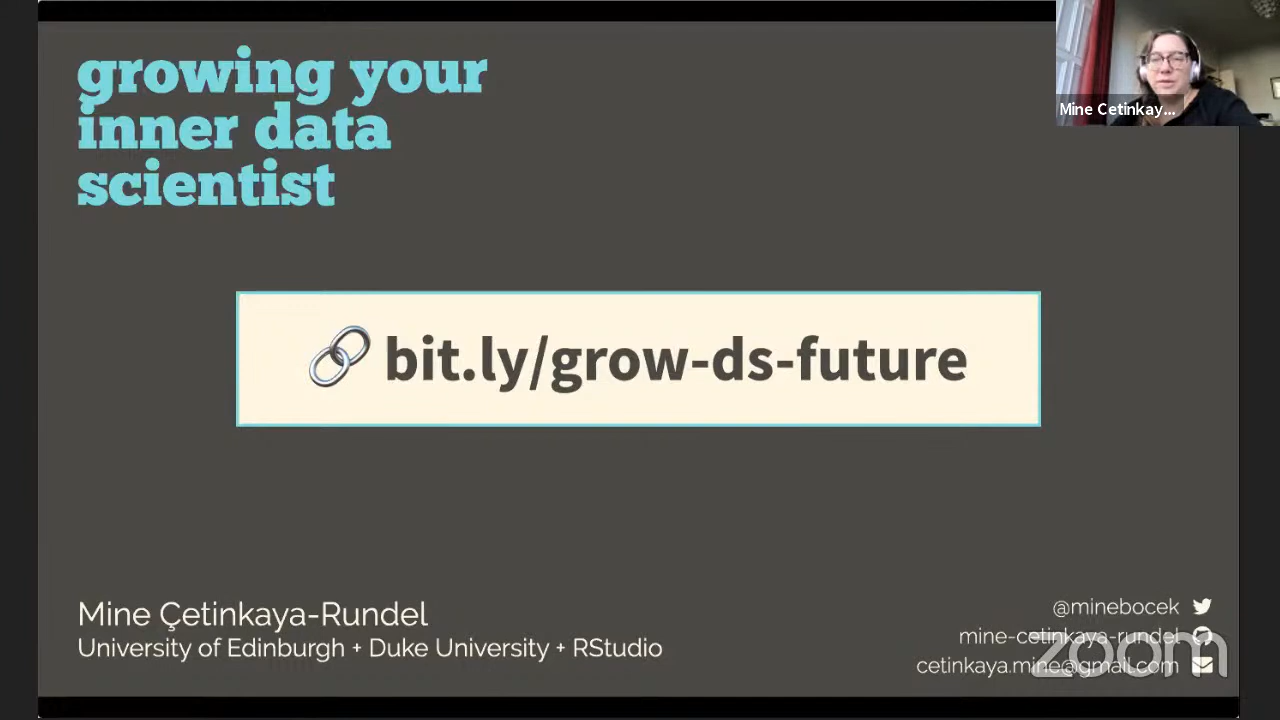 growing your
inner data
scientist
Mine Cetinkay...
bit.ly/grow-ds-future
Mine Çetinkaya-Rundel
University of Edinburgh + Duke University + RStudio
@minebocek
mine-cetinkaya-rundel
cetinkaya.mine@gmail.com
zoom